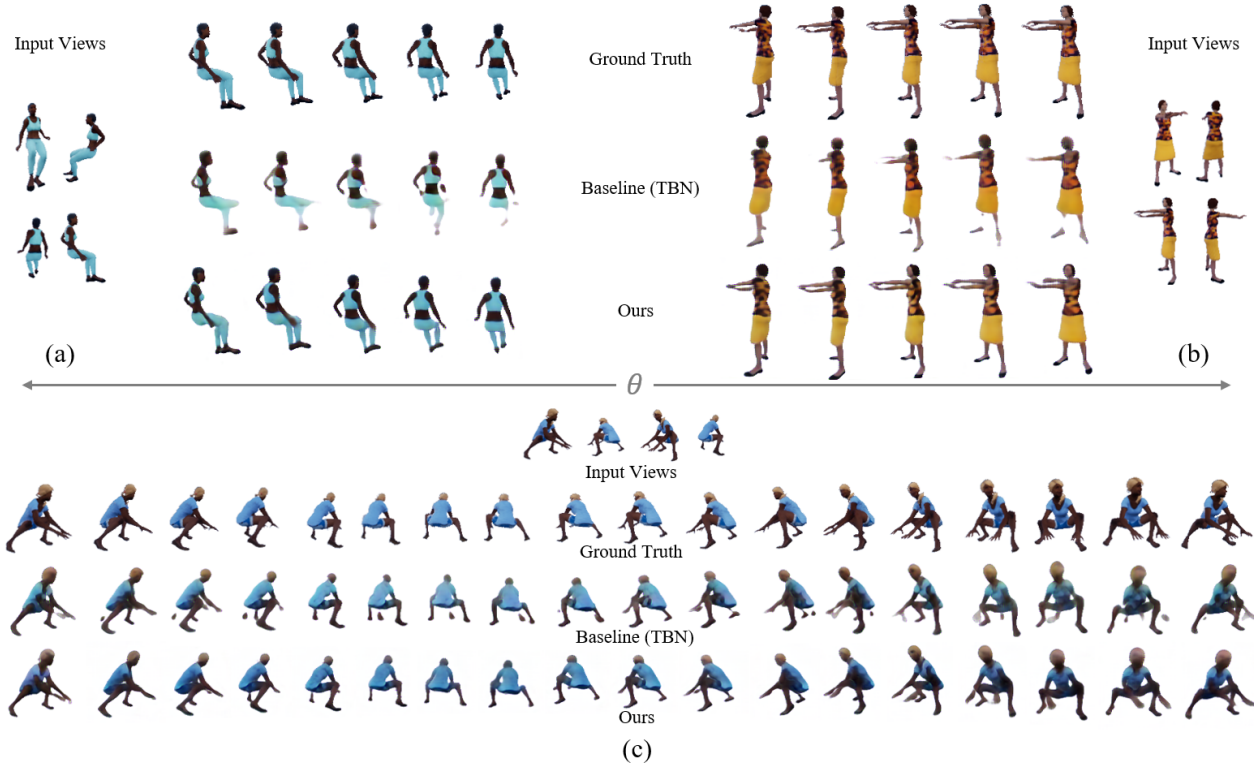 Input Views
Ground Truth
Input Views
Baseline (TBN)
Ours
(a)
(b)
θ
Input Views
Ground Truth
Baseline (TBN)
Ours
(c)